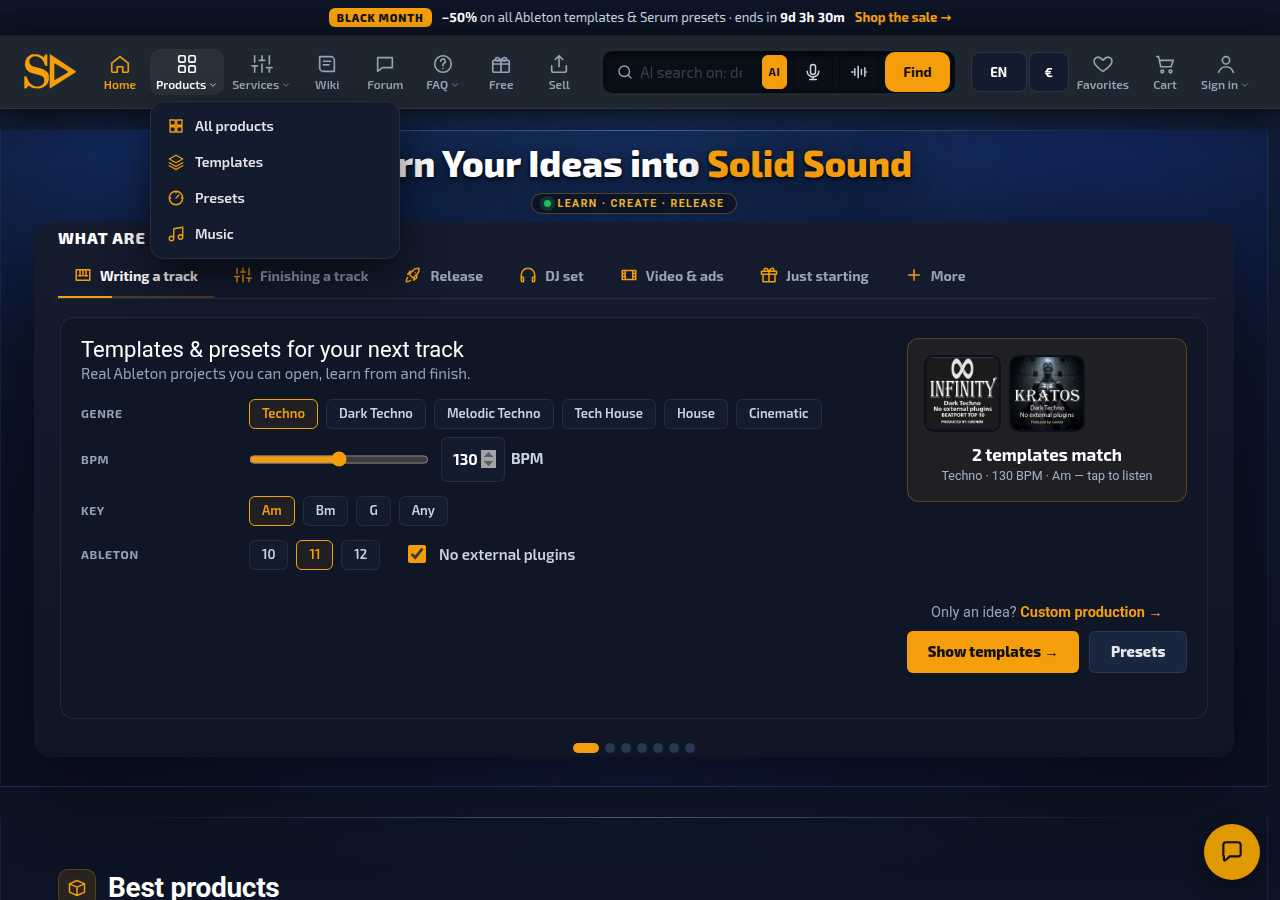 BLACK MONTH −50% on all Ableton templates & Serum presets · ends in 9d 3h 30m Shop the sale →
Home Products Services Wiki Forum FAQ Free Sell AI search on: AI Find EN € Favorites Cart Sign in
All products
Templates
Presets
Music
Your Ideas into Solid Sound
LEARN · CREATE · RELEASE
WHAT ARE
Writing a track Finishing a track Release DJ set Video & ads Just starting More
Templates & presets for your next track
Real Ableton projects you can open, learn from and finish.
GENRE Techno Dark Techno Melodic Techno Tech House House Cinematic
BPM 130 BPM
KEY Am Bm G Any
ABLETON 10 11 12 No external plugins
INFINITY
Dark Techno
No external plugins
BEATPORT TOP 10
KRATOS
Dark Techno
No external plugins
2 templates match
Techno · 130 BPM · Am — tap to listen
Only an idea? Custom production →
Show templates → Presets
Best products